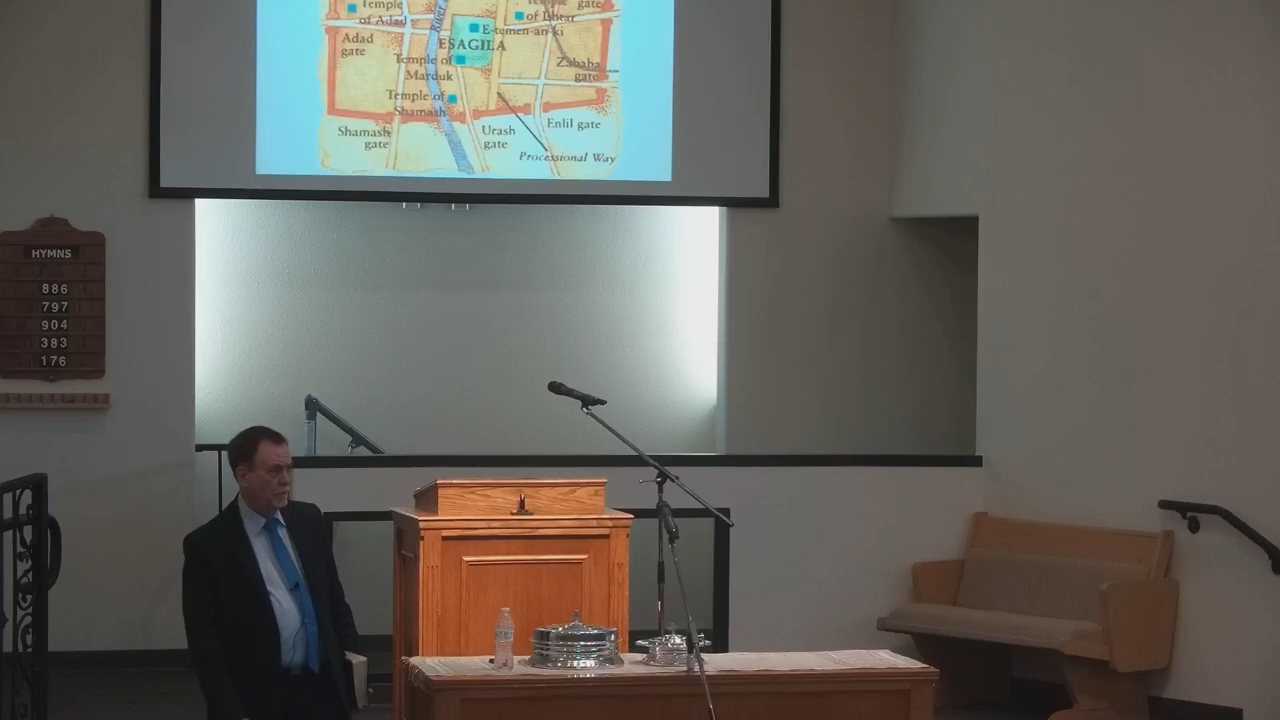 Temple
of Adad
Temple
of Ishtar
gate
E-temen-an-ki
ESAGILA
Adad
gate
Temple of
Marduk
Zababa
gate
Temple of
Shamash
Shamash
gate
Urash
gate
Enlil gate
Processional Way
HYMNS
886
797
904
383
176